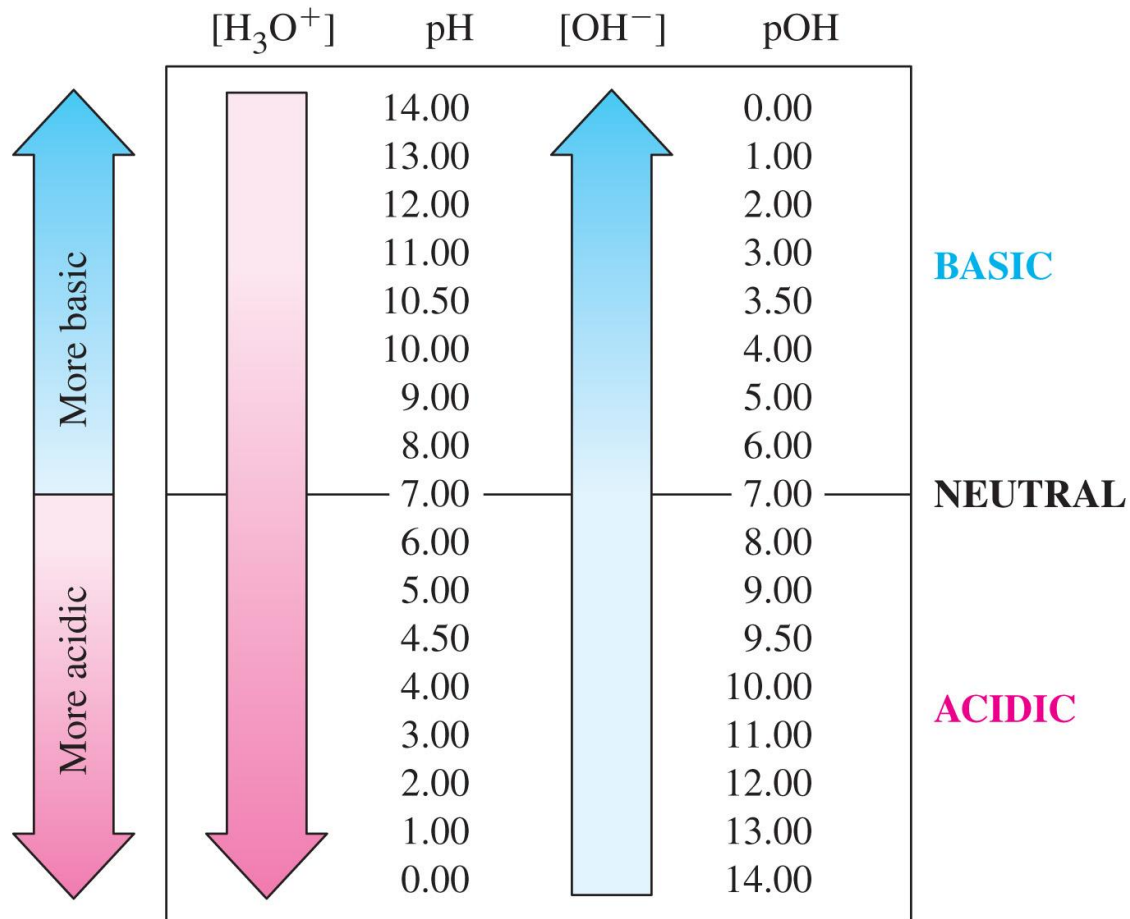 [H₃O⁺] pH [OH⁻] pOH
14.00 0.00
13.00 1.00
12.00 2.00
11.00 3.00
BASIC
10.50 3.50
10.00 4.00
More basic
9.00 5.00
8.00 6.00
7.00 7.00 NEUTRAL
6.00 8.00
5.00 9.00
4.50 9.50
10.00
4.00
ACIDIC
More acidic
3.00 11.00
2.00 12.00
1.00 13.00
0.00 14.00